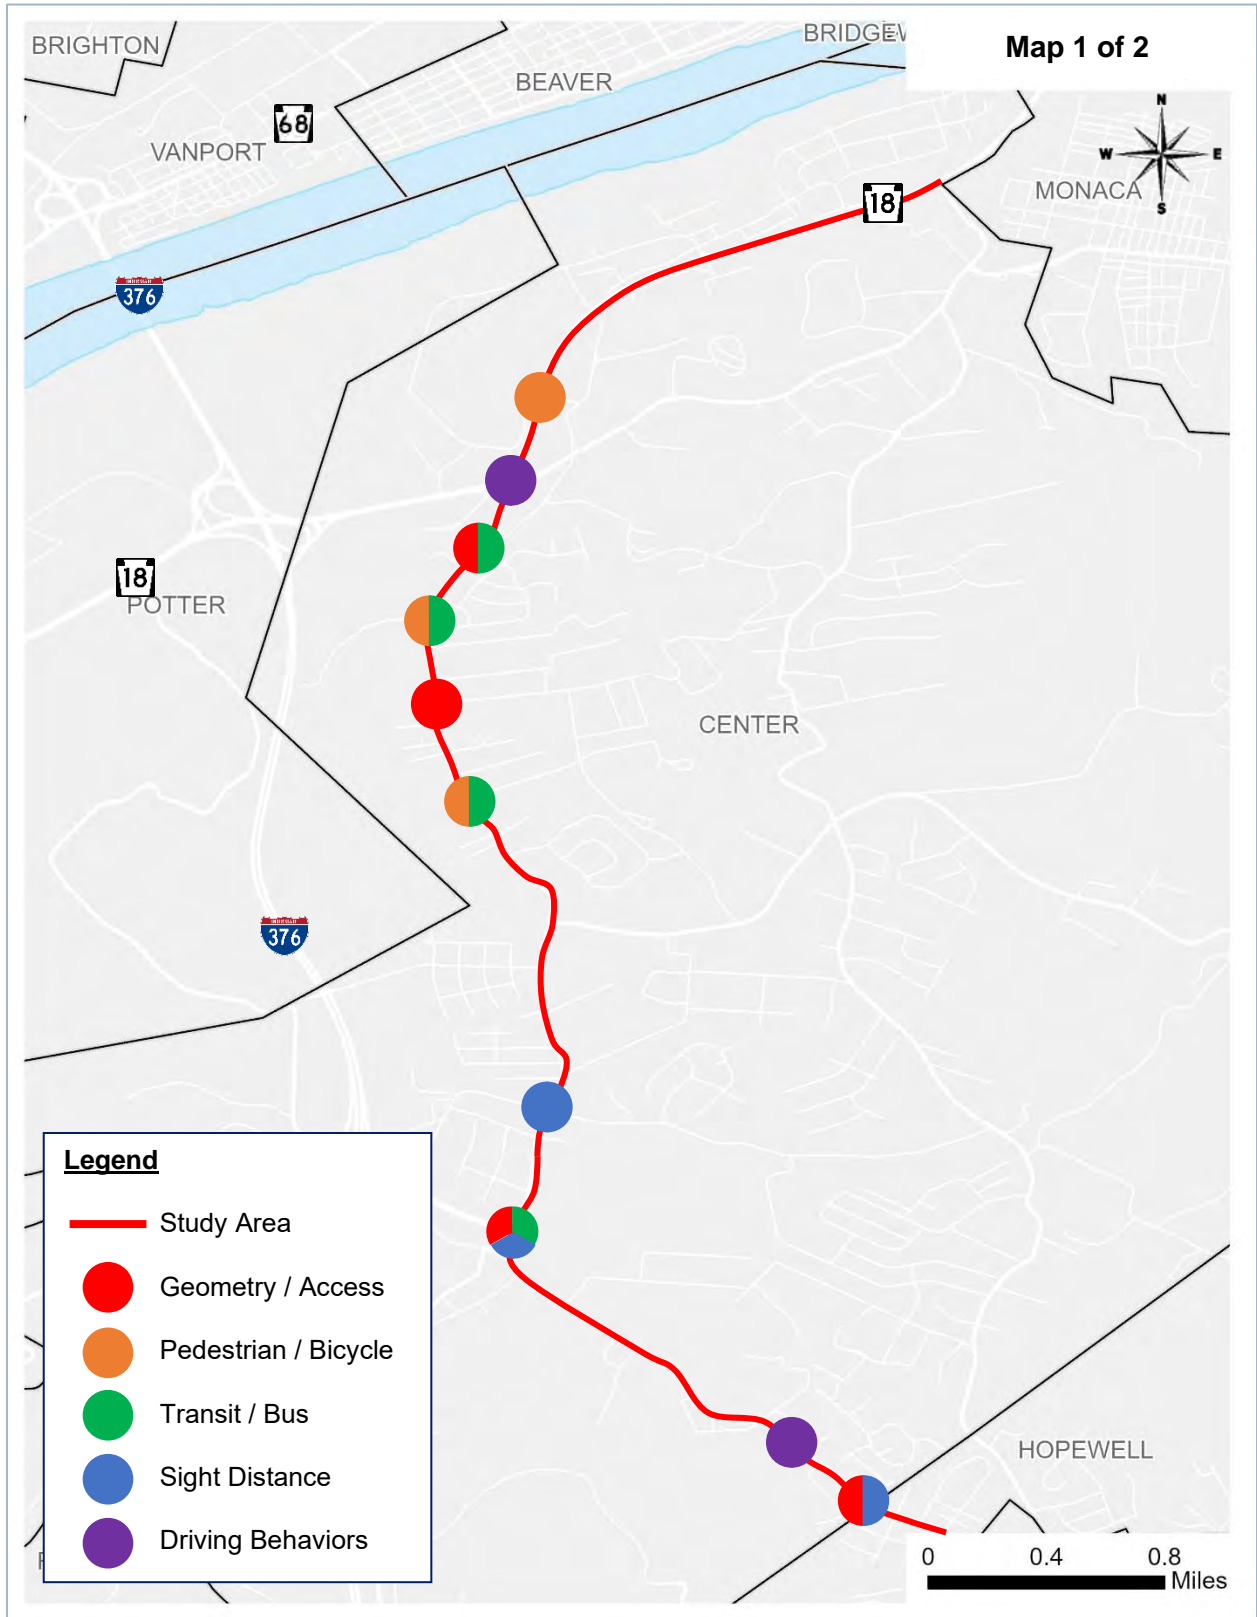 BRIGHTON
BRIDGEW
Map 1 of 2
BEAVER
N
68
VANPORT
W
E
MONACA
S
18
376
18
POTTER
CENTER
376
Legend
Study Area
Geometry / Access
Pedestrian / Bicycle
Transit / Bus
Sight Distance
Driving Behaviors
HOPEWELL
0 0.4 0.8
Miles